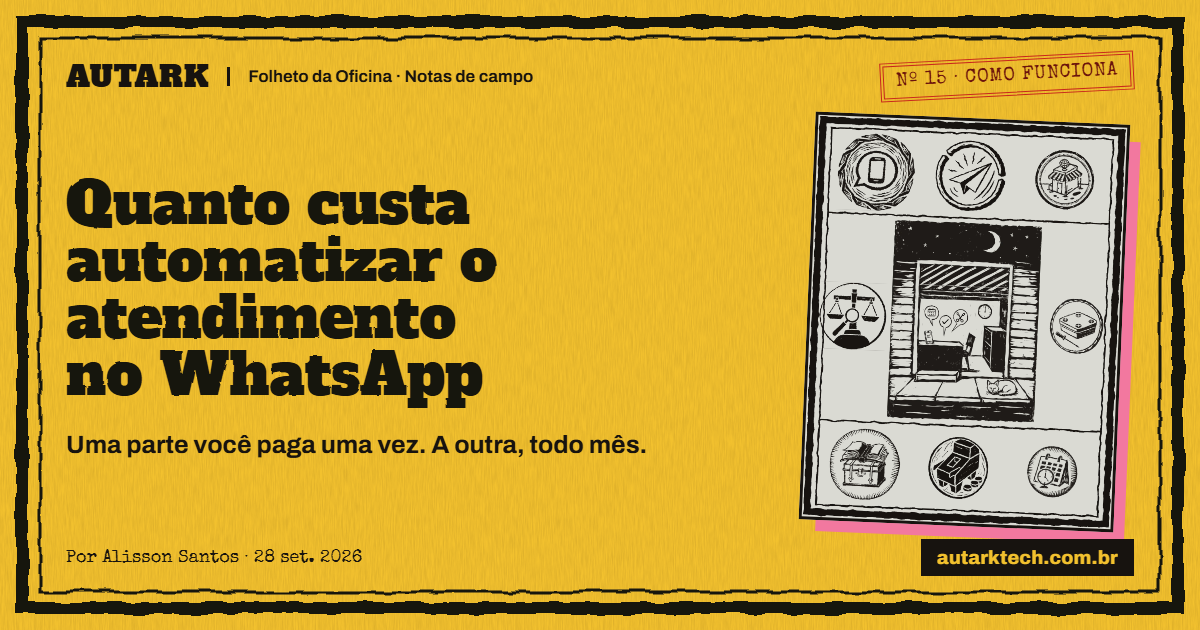 AUTARK
Folheto da Oficina · Notas de campo
Nº 15 · COMO FUNCIONA
Quanto custa
automatizar o
atendimento
no WhatsApp
Uma parte você paga uma vez. A outra, todo mês.
Por Alisson Santos · 28 set. 2026
autarktech.com.br